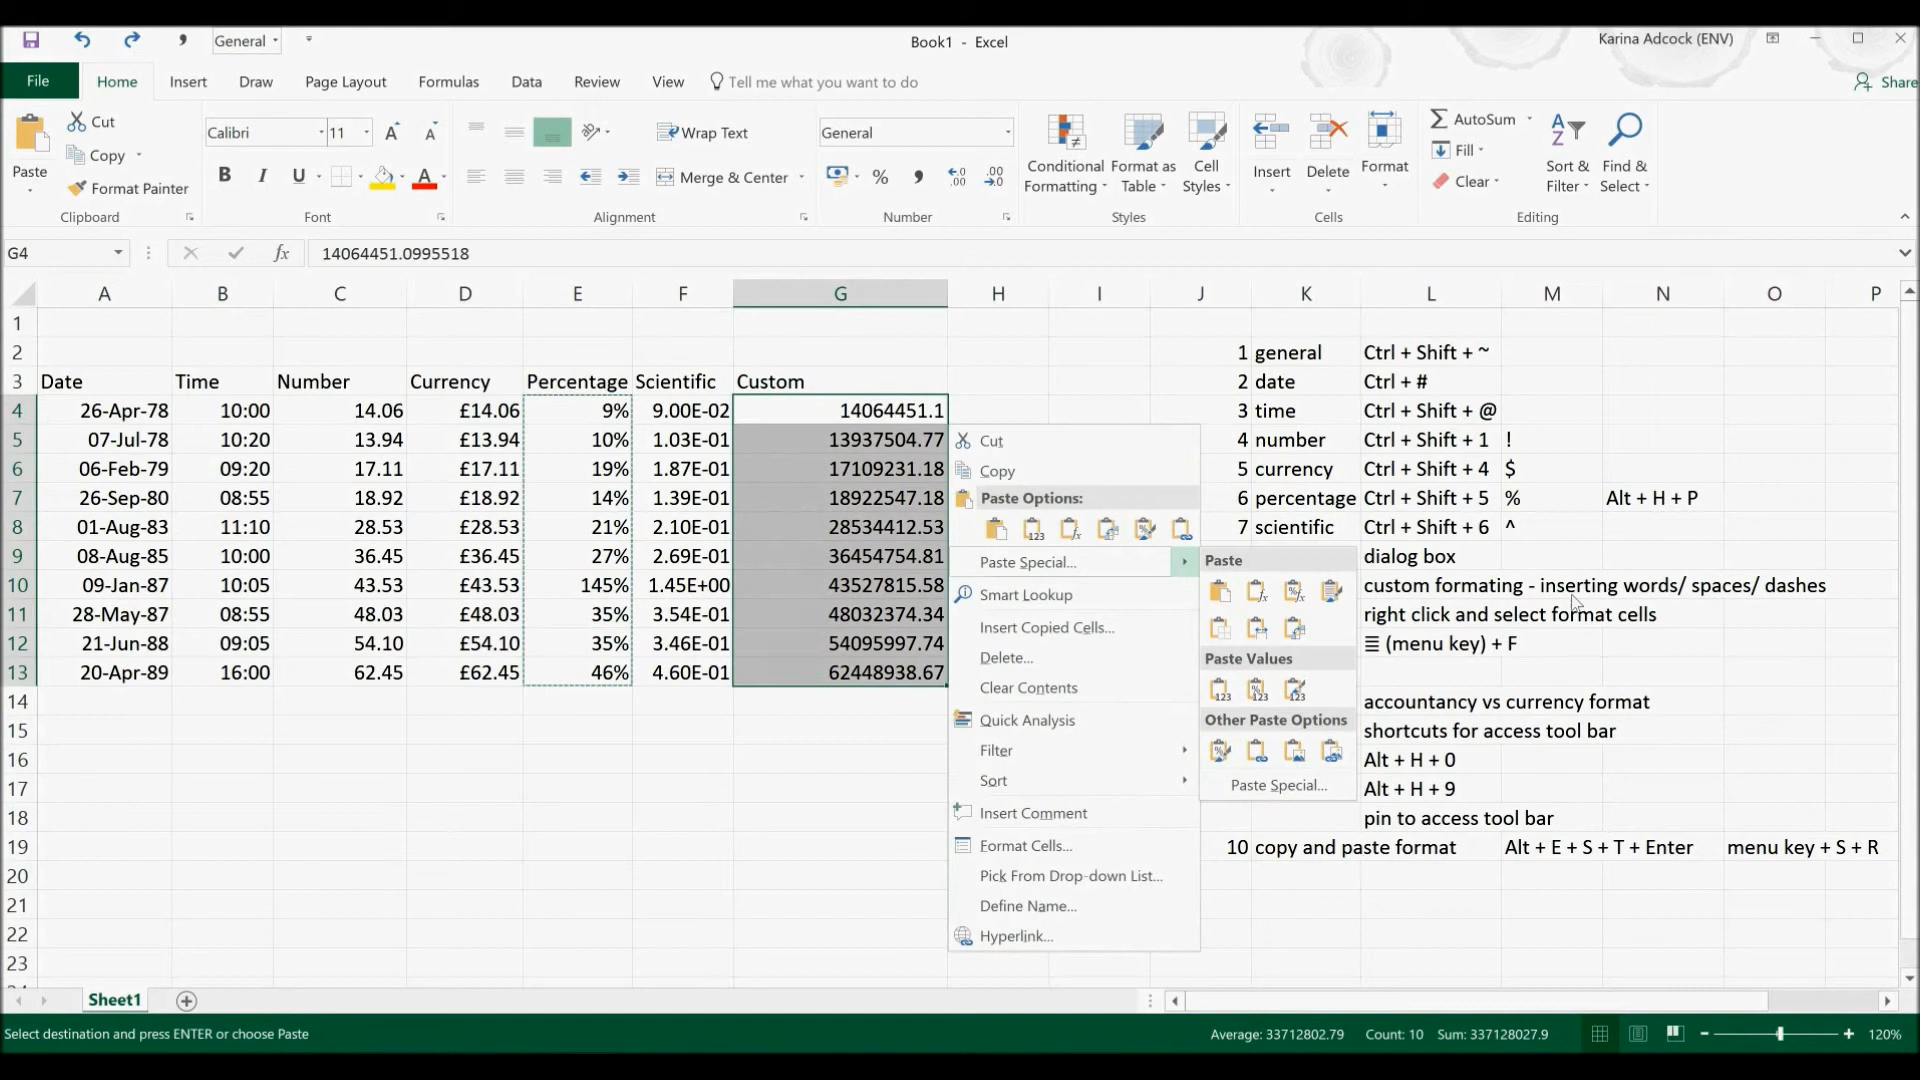 General
Book1 - Excel
Karina Adcock (ENV)
File Home Insert Draw Page Layout Formulas Data Review View Tell me what you want to do Share
Paste
Cut
Copy
Format Painter
Clipboard
Calibri 11
B I U
Font
Wrap Text
Merge & Center
Alignment
General
%
Number
Conditional Formatting
Format as Table
Cell Styles
Styles
Insert
Delete
Format
Cells
AutoSum
Fill
Clear
Sort & Filter
Find & Select
Editing
G4 fx 14064451.0995518
A B C D E F G H I J K L M N O P
1
2 1 general Ctrl + Shift + ~
3 Date Time Number Currency Percentage Scientific Custom 2 date Ctrl + #
4 26-Apr-78 10:00 14.06 £14.06 9% 9.00E-02 14064451.1 3 time Ctrl + Shift + @
5 07-Jul-78 10:20 13.94 £13.94 10% 1.03E-01 13937504.77 4 number Ctrl + Shift + 1 !
6 06-Feb-79 09:20 17.11 £17.11 19% 1.87E-01 17109231.18 5 currency Ctrl + Shift + 4 $
7 26-Sep-80 08:55 18.92 £18.92 14% 1.39E-01 18922547.18 6 percentage Ctrl + Shift + 5 % Alt + H + P
8 01-Aug-83 11:10 28.53 £28.53 21% 2.10E-01 28534412.53 7 scientific Ctrl + Shift + 6 ^
9 08-Aug-85 10:00 36.45 £36.45 27% 2.69E-01 36454754.81 dialog box
10 09-Jan-87 10:05 43.53 £43.53 145% 1.45E+00 43527815.58 custom formating - inserting words/ spaces/ dashes
11 28-May-87 08:55 48.03 £48.03 35% 3.54E-01 48032374.34 right click and select format cells
12 21-Jun-88 09:05 54.10 £54.10 35% 3.46E-01 54095997.74 ≣ (menu key) + F
13 20-Apr-89 16:00 62.45 £62.45 46% 4.60E-01 62448938.67
14 accountancy vs currency format
15 shortcuts for access tool bar
16 Alt + H + 0
17 Alt + H + 9
18 pin to access tool bar
19 10 copy and paste format Alt + E + S + T + Enter menu key + S + R
20
21
22
23
Cut
Copy
Paste Options:
Paste Special...
Smart Lookup
Insert Copied Cells...
Delete...
Clear Contents
Quick Analysis
Filter
Sort
Insert Comment
Format Cells...
Pick From Drop-down List...
Define Name...
Hyperlink...
Paste
Paste Values
Other Paste Options
Paste Special...
Sheet1
Select destination and press ENTER or choose Paste Average: 33712802.79 Count: 10 Sum: 337128027.9 120%